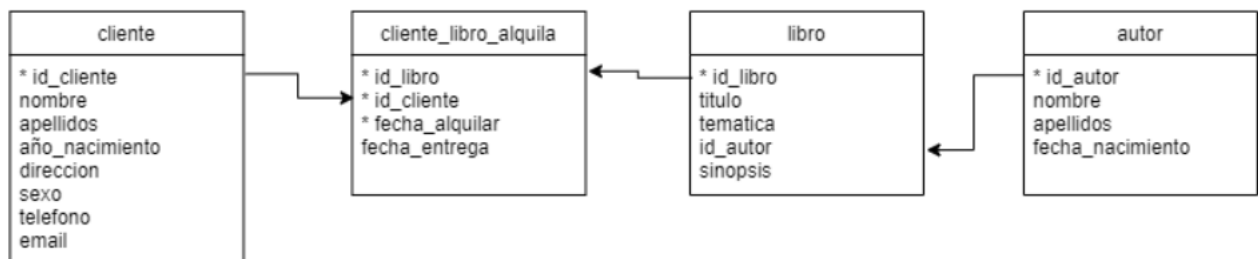 cliente
* id_cliente
nombre
apellidos
año_nacimiento
direccion
sexo
telefono
email
cliente_libro_alquila
* id_libro
* id_cliente
* fecha_alquilar
fecha_entrega
libro
* id_libro
titulo
tematica
id_autor
sinopsis
autor
* id_autor
nombre
apellidos
fecha_nacimiento